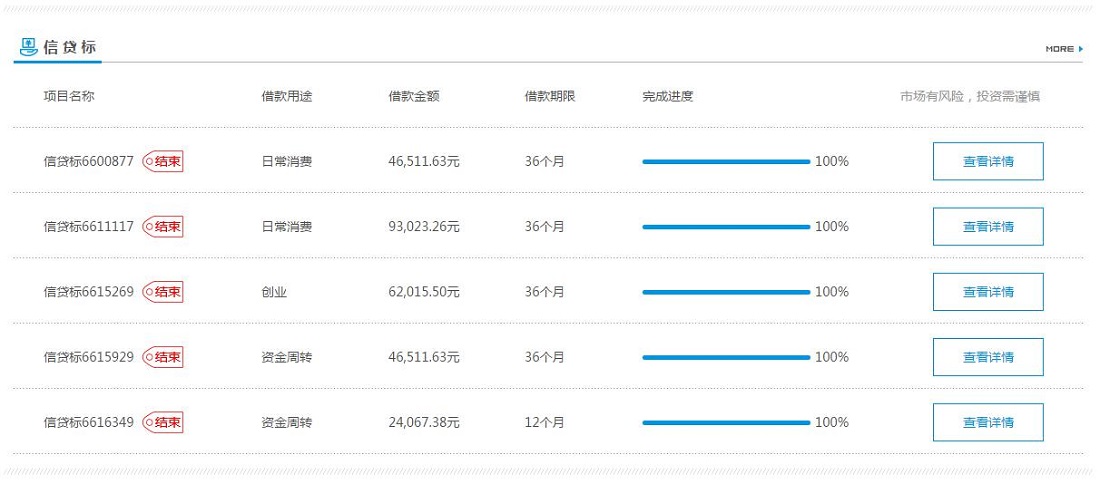 信贷标 MORE
项目名称 借款用途 借款金额 借款期限 完成进度 市场有风险，投资需谨慎
信贷标6600877 结束 日常消费 46,511.63元 36个月 100% 查看详情
信贷标6611117 结束 日常消费 93,023.26元 36个月 100% 查看详情
信贷标6615269 结束 创业 62,015.50元 36个月 100% 查看详情
信贷标6615929 结束 资金周转 46,511.63元 36个月 100% 查看详情
信贷标6616349 结束 资金周转 24,067.38元 12个月 100% 查看详情